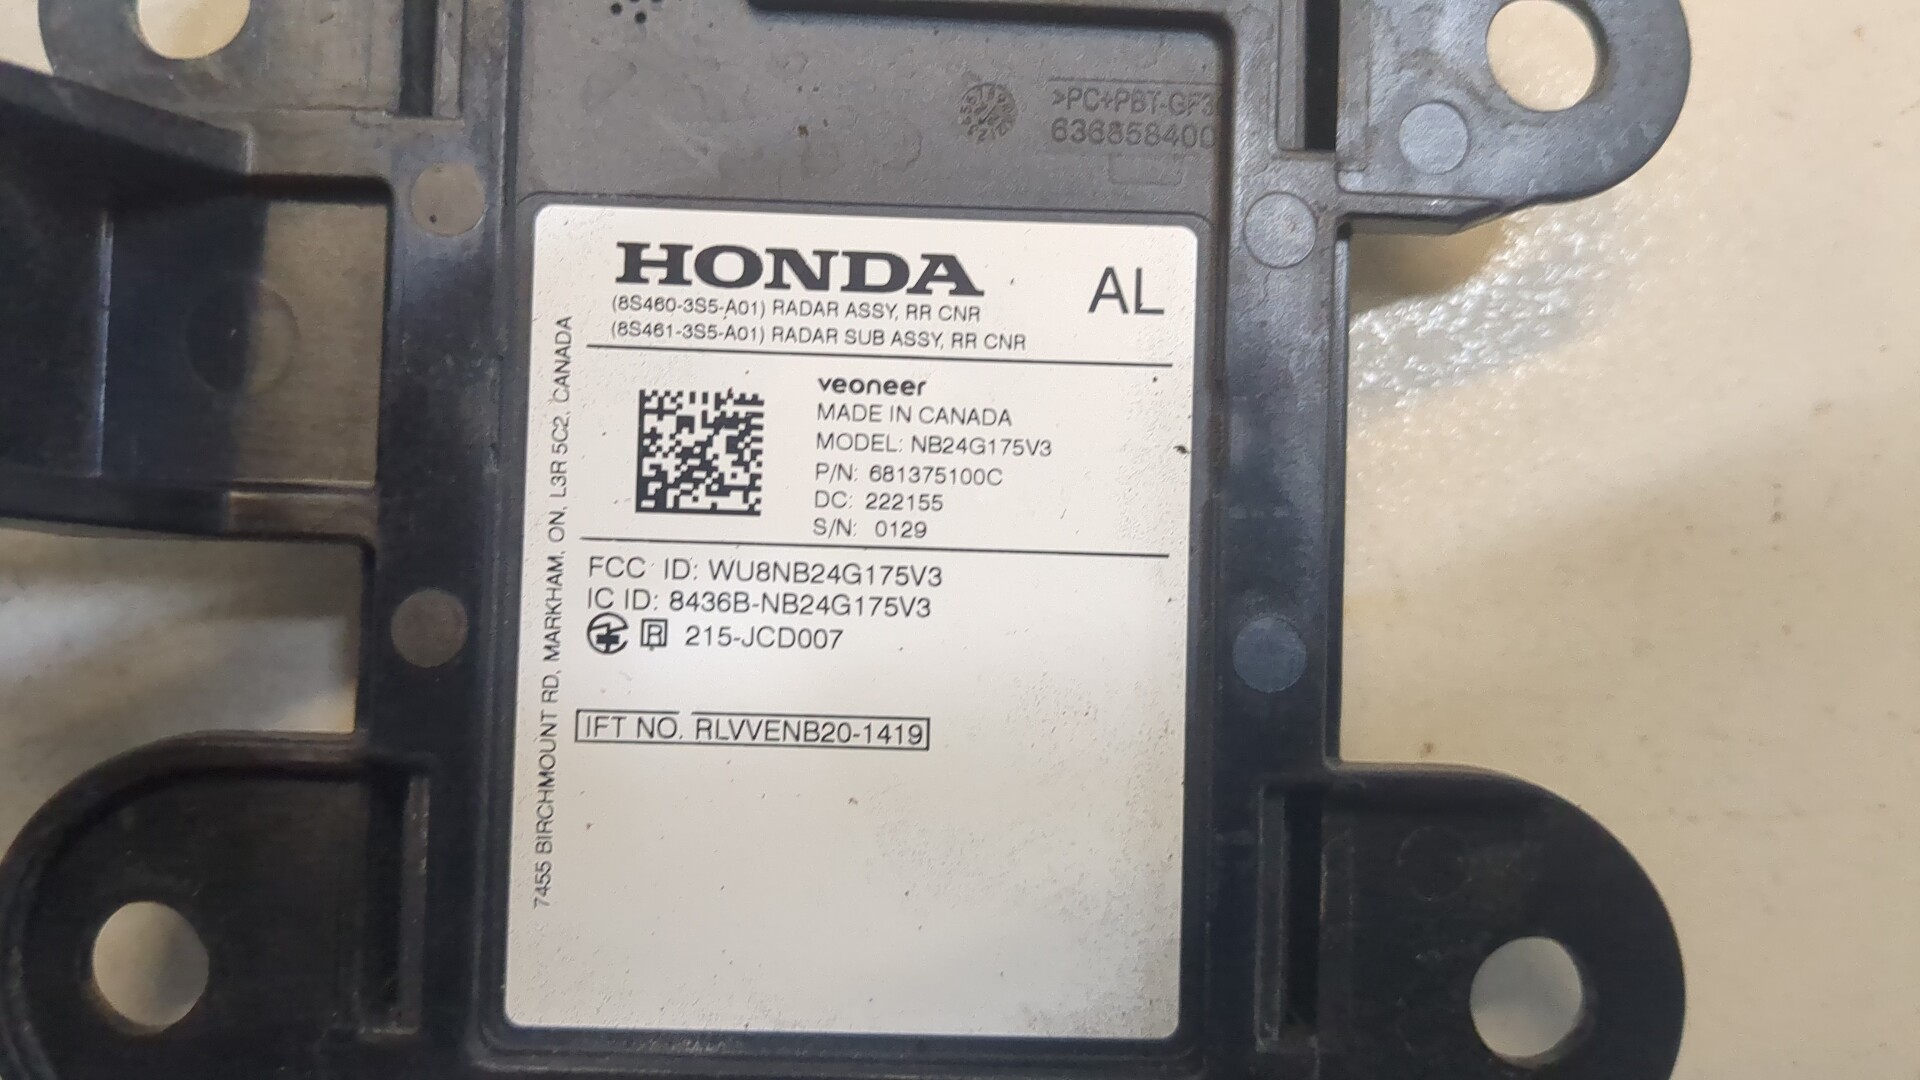 >PC+PBT-GF3
636858400
HONDA
AL
(8S460-3S5-A01) RADAR ASSY, RR CNR
(8S461-3S5-A01) RADAR SUB ASSY, RR CNR
veoneer
MADE IN CANADA
MODEL: NB24G175V3
P/N: 681375100C
DC: 222155
S/N: 0129
FCC ID: WU8NB24G175V3
IC ID: 8436B-NB24G175V3
R 215-JCD007
IFT NO. RLVVENB20-1419
7455 BIRCHMOUNT RD, MARKHAM, ON, L3R 5C2, CANADA